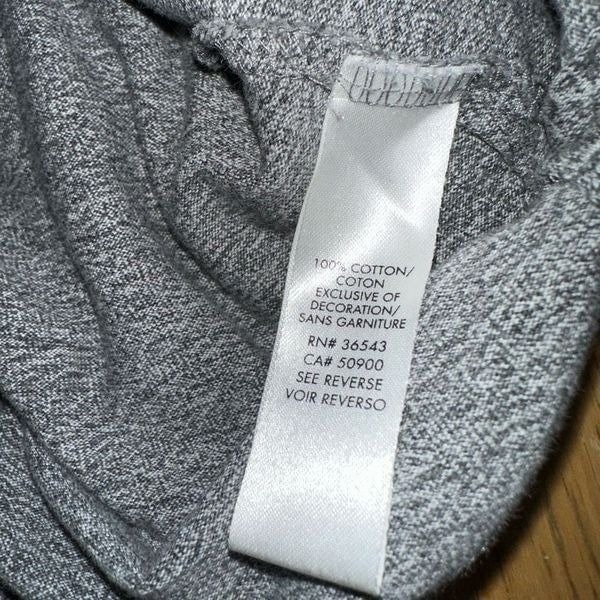 100% COTTON/
COTON
EXCLUSIVE OF
DECORATION/
SANS GARNITURE
RN# 36543
CA# 50900
SEE REVERSE
VOIR REVERSO